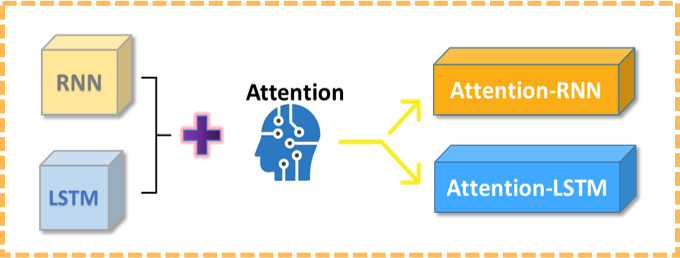 RNN
LSTM
Attention
Attention-RNN
Attention-LSTM